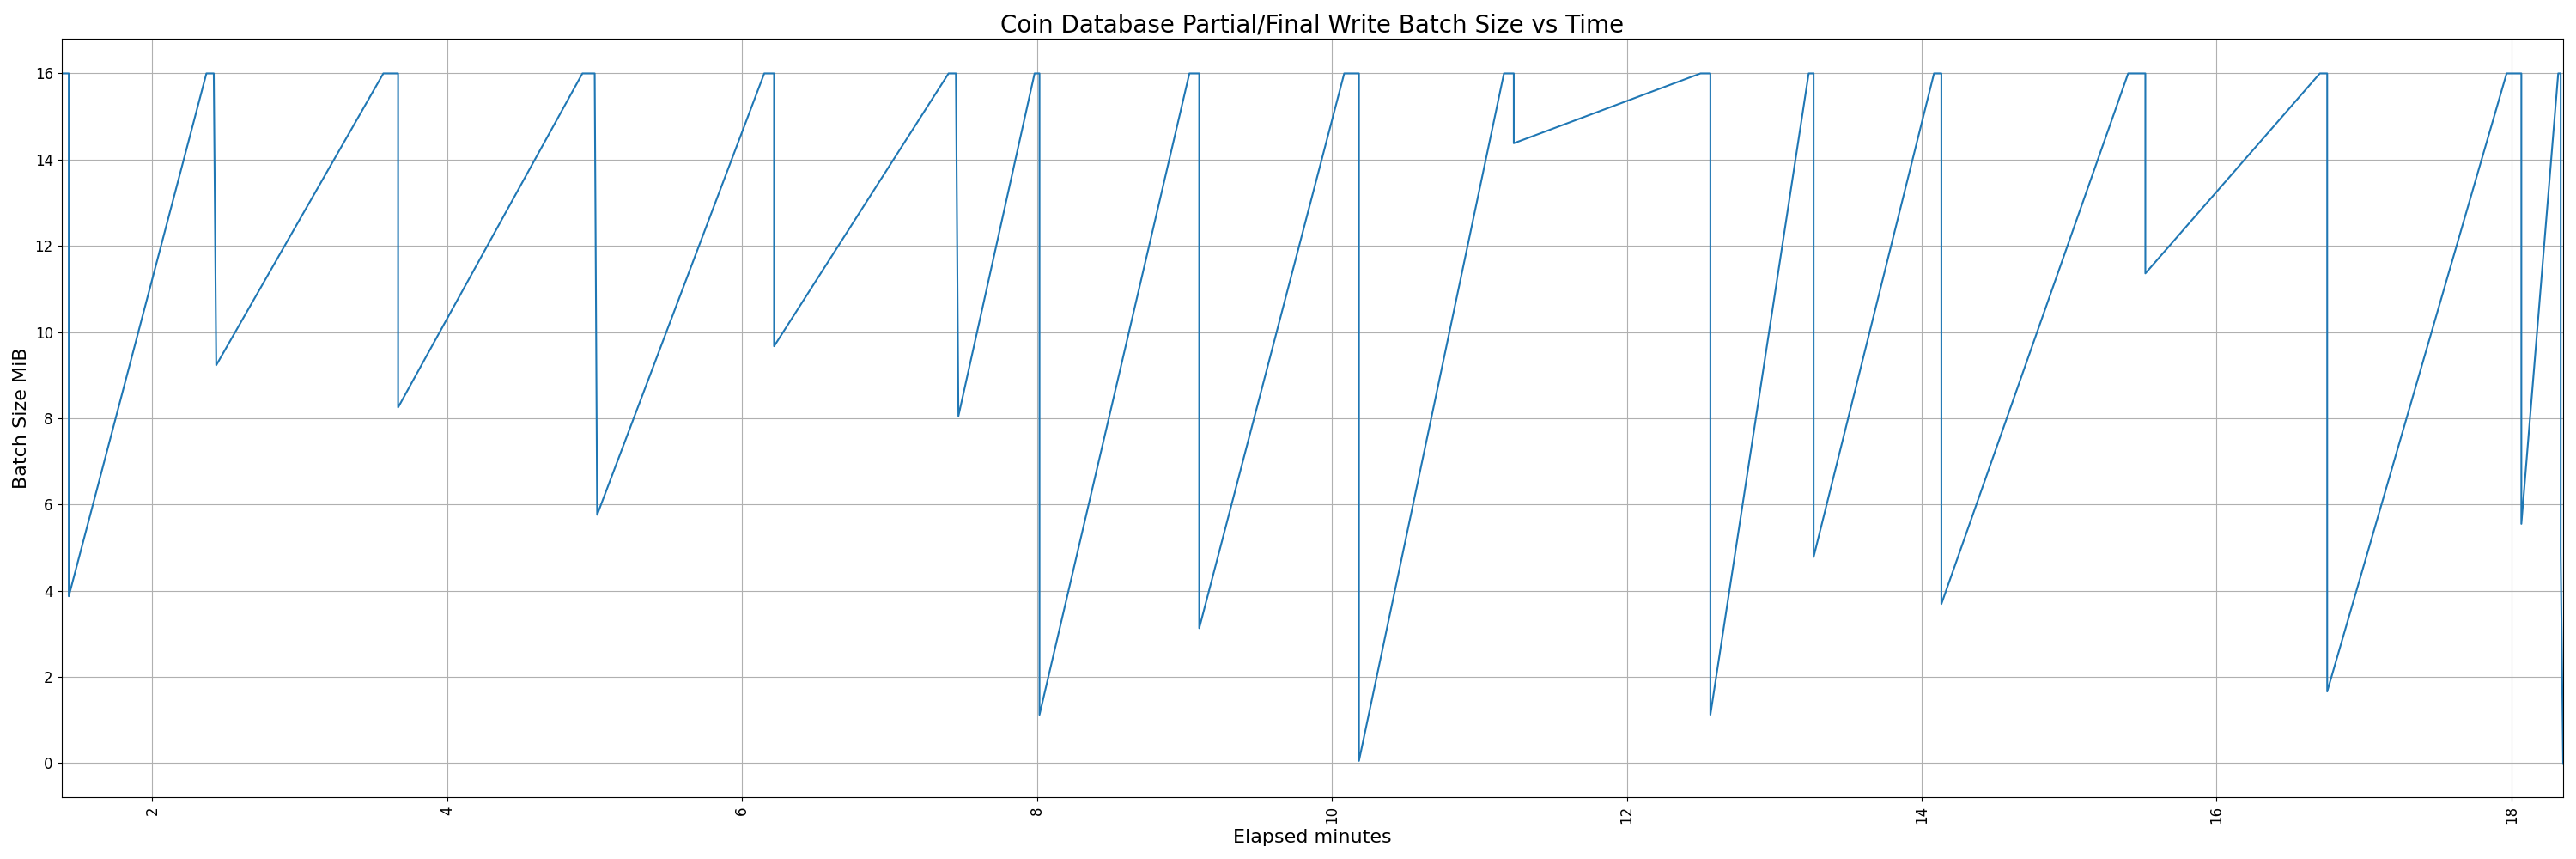 Coin Database Partial/Final Write Batch Size vs Time
Batch Size MiB
16
14
12
10
8
6
4
2
0
2 4 6 8 10 12 14 16 18
Elapsed minutes